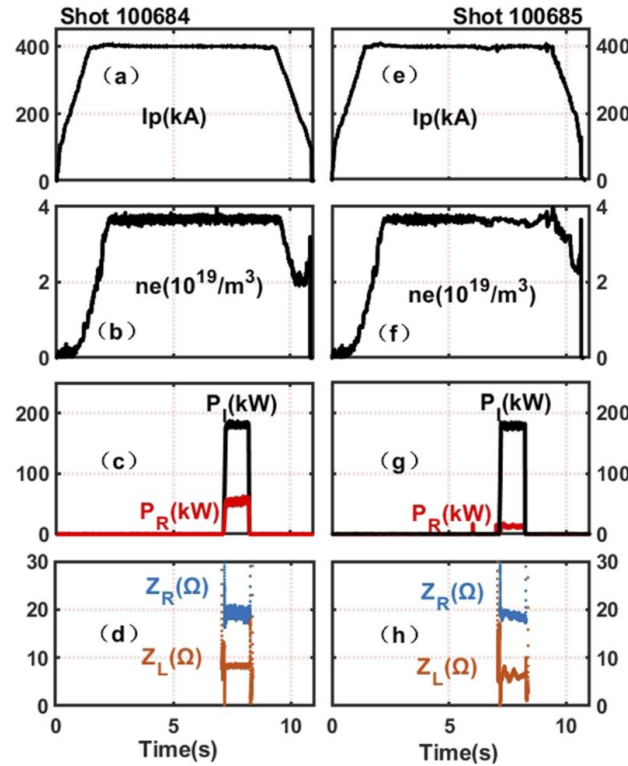 Shot 100684
Shot 100685
400
200
0
(a)
Ip(kA)
(e)
Ip(kA)
400
200
0
4
2
0
ne(10^19/m^3)
(b)
ne(10^19/m^3)
(f)
4
2
0
200
100
0
P_I(kW)
(c)
P_R(kW)
P_I(kW)
(g)
P_R(kW)
200
100
0
30
20
10
0
Z_R(Ω)
(d)
Z_L(Ω)
Z_R(Ω)
(h)
Z_L(Ω)
30
20
10
0
0 5 10
0 5 10
Time(s)
Time(s)